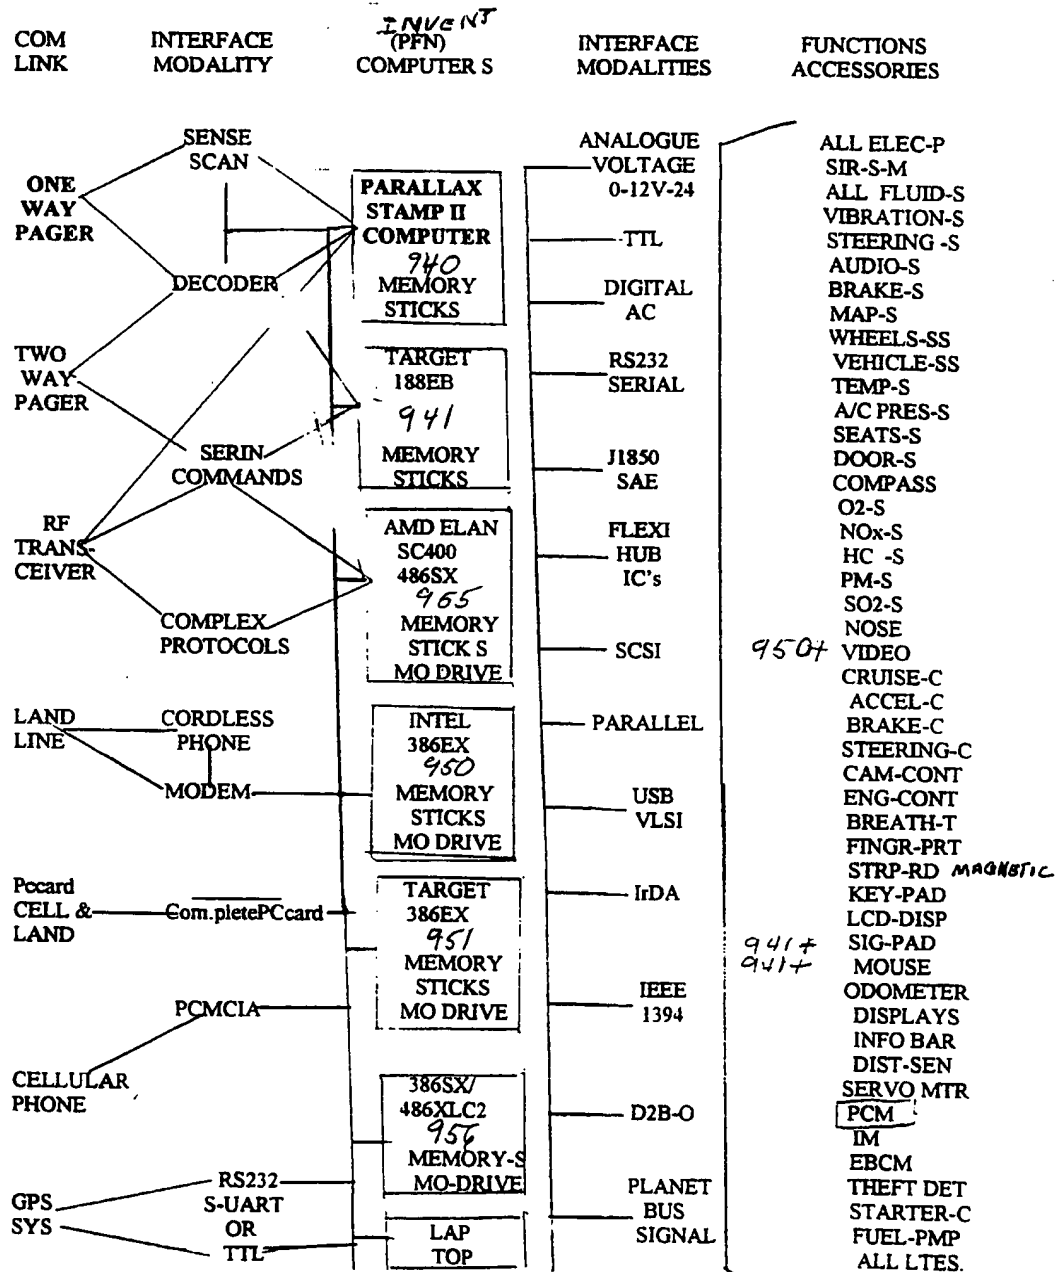 COM
LINK
INTERFACE
MODALITY
INVENT
(PFN)
COMPUTER S
INTERFACE
MODALITIES
FUNCTIONS
ACCESSORIES
ONE
WAY
PAGER
TWO
WAY
PAGER
RF
TRANS-
CEIVER
LAND
LINE
Pccard
CELL &
LAND
CELLULAR
PHONE
GPS
SYS
SENSE
SCAN
DECODER
SERIN
COMMANDS
COMPLEX
PROTOCOLS
CORDLESS
PHONE
MODEM
Com.pletePCcard
PCMCIA
RS232
S-UART
OR
TTL
PARALLAX
STAMP II
COMPUTER
940
MEMORY
STICKS
TARGET
188EB
941
MEMORY
STICKS
AMD ELAN
SC400
486SX
965
MEMORY
STICK S
MO DRIVE
INTEL
386EX
950
MEMORY
STICKS
MO DRIVE
TARGET
386EX
951
MEMORY
STICKS
MO DRIVE
386SX/
486XLC2
956
MEMORY-S
MO-DRIVE
LAP
TOP
ANALOGUE
VOLTAGE
0-12V-24
TTL
DIGITAL
AC
RS232
SERIAL
J1850
SAE
FLEXI
HUB
IC's
SCSI
PARALLEL
USB
VLSI
IrDA
IEEE
1394
D2B-O
PLANET
BUS
SIGNAL
ALL ELEC-P
SIR-S-M
ALL FLUID-S
VIBRATION-S
STEERING -S
AUDIO-S
BRAKE-S
MAP-S
WHEELS-SS
VEHICLE-SS
TEMP-S
A/C PRES-S
SEATS-S
DOOR-S
COMPASS
O2-S
NOx-S
HC -S
PM-S
SO2-S
NOSE
950+ VIDEO
CRUISE-C
ACCEL-C
BRAKE-C
STEERING-C
CAM-CONT
ENG-CONT
BREATH-T
FINGR-PRT
STRP-RD MAGNETIC
KEY-PAD
LCD-DISP
941+ SIG-PAD
941+ MOUSE
ODOMETER
DISPLAYS
INFO BAR
DIST-SEN
SERVO MTR
PCM
IM
EBCM
THEFT DET
STARTER-C
FUEL-PMP
ALL LTES.